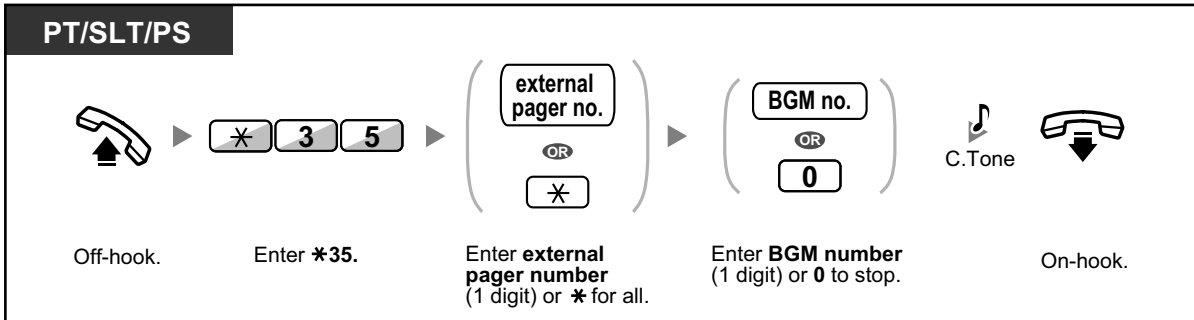 PT/SLT/PS
external
pager no.
OR
✳
✳ 3 5
BGM no.
OR
0
C.Tone
Off-hook.
Enter ✳35.
Enter external
pager number
(1 digit) or ✳ for all.
Enter BGM number
(1 digit) or 0 to stop.
On-hook.